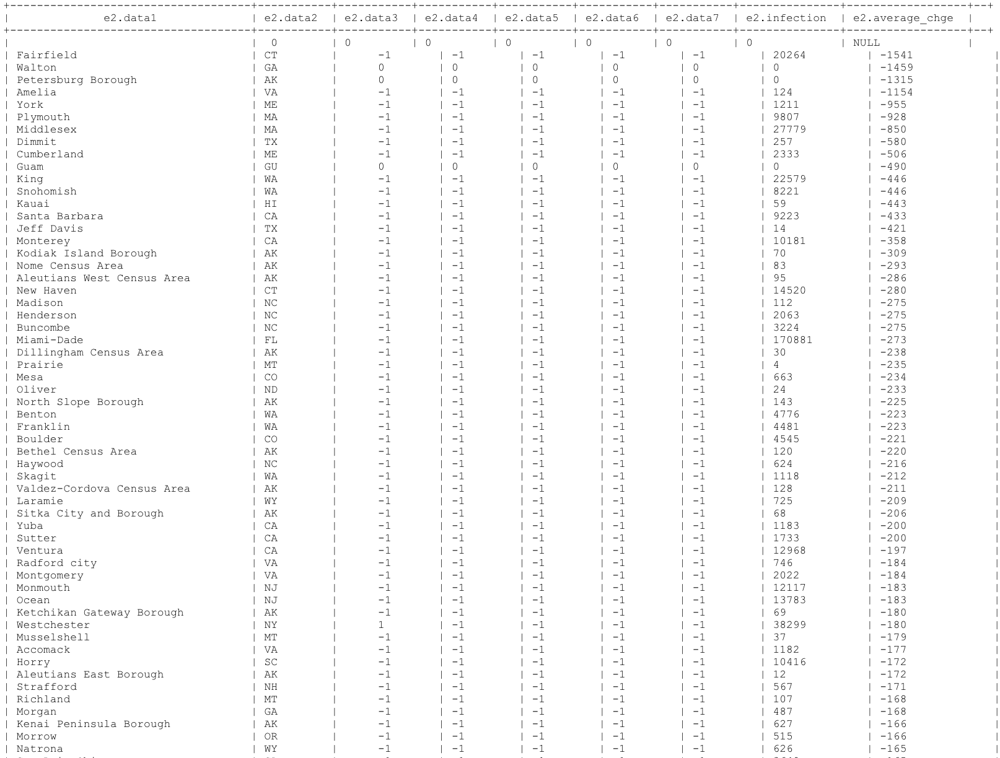 +--------------------------------------+------------+------------+------------+------------+------------+------------+----------------+-------------------+--+
| e2.data1 | e2.data2 | e2.data3 | e2.data4 | e2.data5 | e2.data6 | e2.data7 | e2.infection | e2.average_chge |
+--------------------------------------+------------+------------+------------+------------+------------+------------+----------------+-------------------+--+
| | 0 | 0 | 0 | 0 | 0 | 0 | 0 | NULL |
| Fairfield | CT | -1 | -1 | -1 | -1 | -1 | 20264 | -1541 |
| Walton | GA | 0 | 0 | 0 | 0 | 0 | 0 | -1459 |
| Petersburg Borough | AK | 0 | 0 | 0 | 0 | 0 | 0 | -1315 |
| Amelia | VA | -1 | -1 | -1 | -1 | -1 | 124 | -1154 |
| York | ME | -1 | -1 | -1 | -1 | -1 | 1211 | -955 |
| Plymouth | MA | -1 | -1 | -1 | -1 | -1 | 9807 | -928 |
| Middlesex | MA | -1 | -1 | -1 | -1 | -1 | 27779 | -850 |
| Dimmit | TX | -1 | -1 | -1 | -1 | -1 | 257 | -580 |
| Cumberland | ME | -1 | -1 | -1 | -1 | -1 | 2333 | -506 |
| Guam | GU | 0 | 0 | 0 | 0 | 0 | 0 | -490 |
| King | WA | -1 | -1 | -1 | -1 | -1 | 22579 | -446 |
| Snohomish | WA | -1 | -1 | -1 | -1 | -1 | 8221 | -446 |
| Kauai | HI | -1 | -1 | -1 | -1 | -1 | 59 | -443 |
| Santa Barbara | CA | -1 | -1 | -1 | -1 | -1 | 9223 | -433 |
| Jeff Davis | TX | -1 | -1 | -1 | -1 | -1 | 14 | -421 |
| Monterey | CA | -1 | -1 | -1 | -1 | -1 | 10181 | -358 |
| Kodiak Island Borough | AK | -1 | -1 | -1 | -1 | -1 | 70 | -309 |
| Nome Census Area | AK | -1 | -1 | -1 | -1 | -1 | 83 | -293 |
| Aleutians West Census Area | AK | -1 | -1 | -1 | -1 | -1 | 95 | -286 |
| New Haven | CT | -1 | -1 | -1 | -1 | -1 | 14520 | -280 |
| Madison | NC | -1 | -1 | -1 | -1 | -1 | 112 | -275 |
| Henderson | NC | -1 | -1 | -1 | -1 | -1 | 2063 | -275 |
| Buncombe | NC | -1 | -1 | -1 | -1 | -1 | 3224 | -275 |
| Miami-Dade | FL | -1 | -1 | -1 | -1 | -1 | 170881 | -273 |
| Dillingham Census Area | AK | -1 | -1 | -1 | -1 | -1 | 30 | -238 |
| Prairie | MT | -1 | -1 | -1 | -1 | -1 | 4 | -235 |
| Mesa | CO | -1 | -1 | -1 | -1 | -1 | 663 | -234 |
| Oliver | ND | -1 | -1 | -1 | -1 | -1 | 24 | -233 |
| North Slope Borough | AK | -1 | -1 | -1 | -1 | -1 | 143 | -225 |
| Benton | WA | -1 | -1 | -1 | -1 | -1 | 4776 | -223 |
| Franklin | WA | -1 | -1 | -1 | -1 | -1 | 4481 | -223 |
| Boulder | CO | -1 | -1 | -1 | -1 | -1 | 4545 | -221 |
| Bethel Census Area | AK | -1 | -1 | -1 | -1 | -1 | 120 | -220 |
| Haywood | NC | -1 | -1 | -1 | -1 | -1 | 624 | -216 |
| Skagit | WA | -1 | -1 | -1 | -1 | -1 | 1118 | -212 |
| Valdez-Cordova Census Area | AK | -1 | -1 | -1 | -1 | -1 | 128 | -211 |
| Laramie | WY | -1 | -1 | -1 | -1 | -1 | 725 | -209 |
| Sitka City and Borough | AK | -1 | -1 | -1 | -1 | -1 | 68 | -206 |
| Yuba | CA | -1 | -1 | -1 | -1 | -1 | 1183 | -200 |
| Sutter | CA | -1 | -1 | -1 | -1 | -1 | 1733 | -200 |
| Ventura | CA | -1 | -1 | -1 | -1 | -1 | 12968 | -197 |
| Radford city | VA | -1 | -1 | -1 | -1 | -1 | 746 | -184 |
| Montgomery | VA | -1 | -1 | -1 | -1 | -1 | 2022 | -184 |
| Monmouth | NJ | -1 | -1 | -1 | -1 | -1 | 12117 | -183 |
| Ocean | NJ | -1 | -1 | -1 | -1 | -1 | 13783 | -183 |
| Ketchikan Gateway Borough | AK | -1 | -1 | -1 | -1 | -1 | 69 | -180 |
| Westchester | NY | 1 | -1 | -1 | -1 | -1 | 38299 | -180 |
| Musselshell | MT | -1 | -1 | -1 | -1 | -1 | 37 | -179 |
| Accomack | VA | -1 | -1 | -1 | -1 | -1 | 1182 | -177 |
| Horry | SC | -1 | -1 | -1 | -1 | -1 | 10416 | -172 |
| Aleutians East Borough | AK | -1 | -1 | -1 | -1 | -1 | 12 | -172 |
| Strafford | NH | -1 | -1 | -1 | -1 | -1 | 567 | -171 |
| Richland | MT | -1 | -1 | -1 | -1 | -1 | 107 | -168 |
| Morgan | GA | -1 | -1 | -1 | -1 | -1 | 487 | -168 |
| Kenai Peninsula Borough | AK | -1 | -1 | -1 | -1 | -1 | 627 | -166 |
| Morrow | OR | -1 | -1 | -1 | -1 | -1 | 515 | -166 |
| Natrona | WY | -1 | -1 | -1 | -1 | -1 | 626 | -165 |